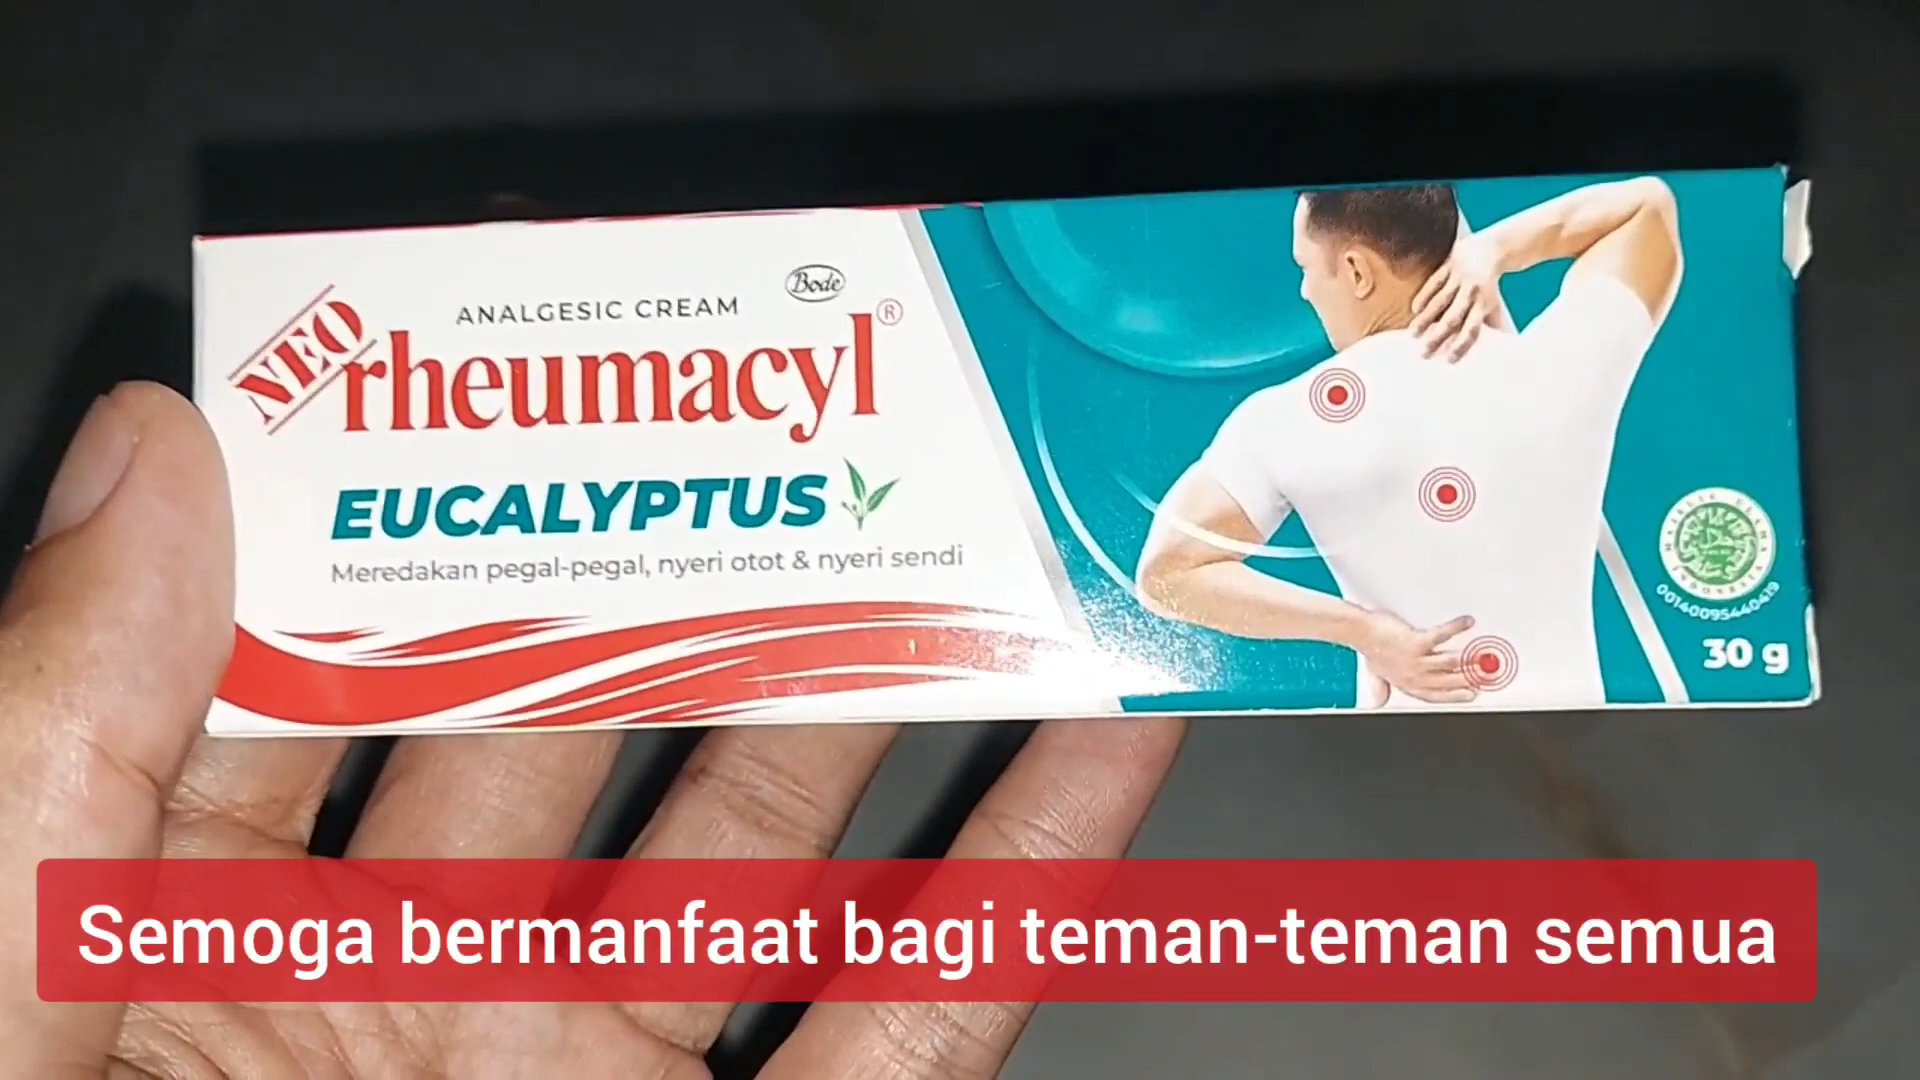 Bode
ANALGESIC CREAM
NEO rheumacyl®
EUCALYPTUS
Meredakan pegal-pegal, nyeri otot & nyeri sendi
30 g
Semoga bermanfaat bagi teman-teman semua